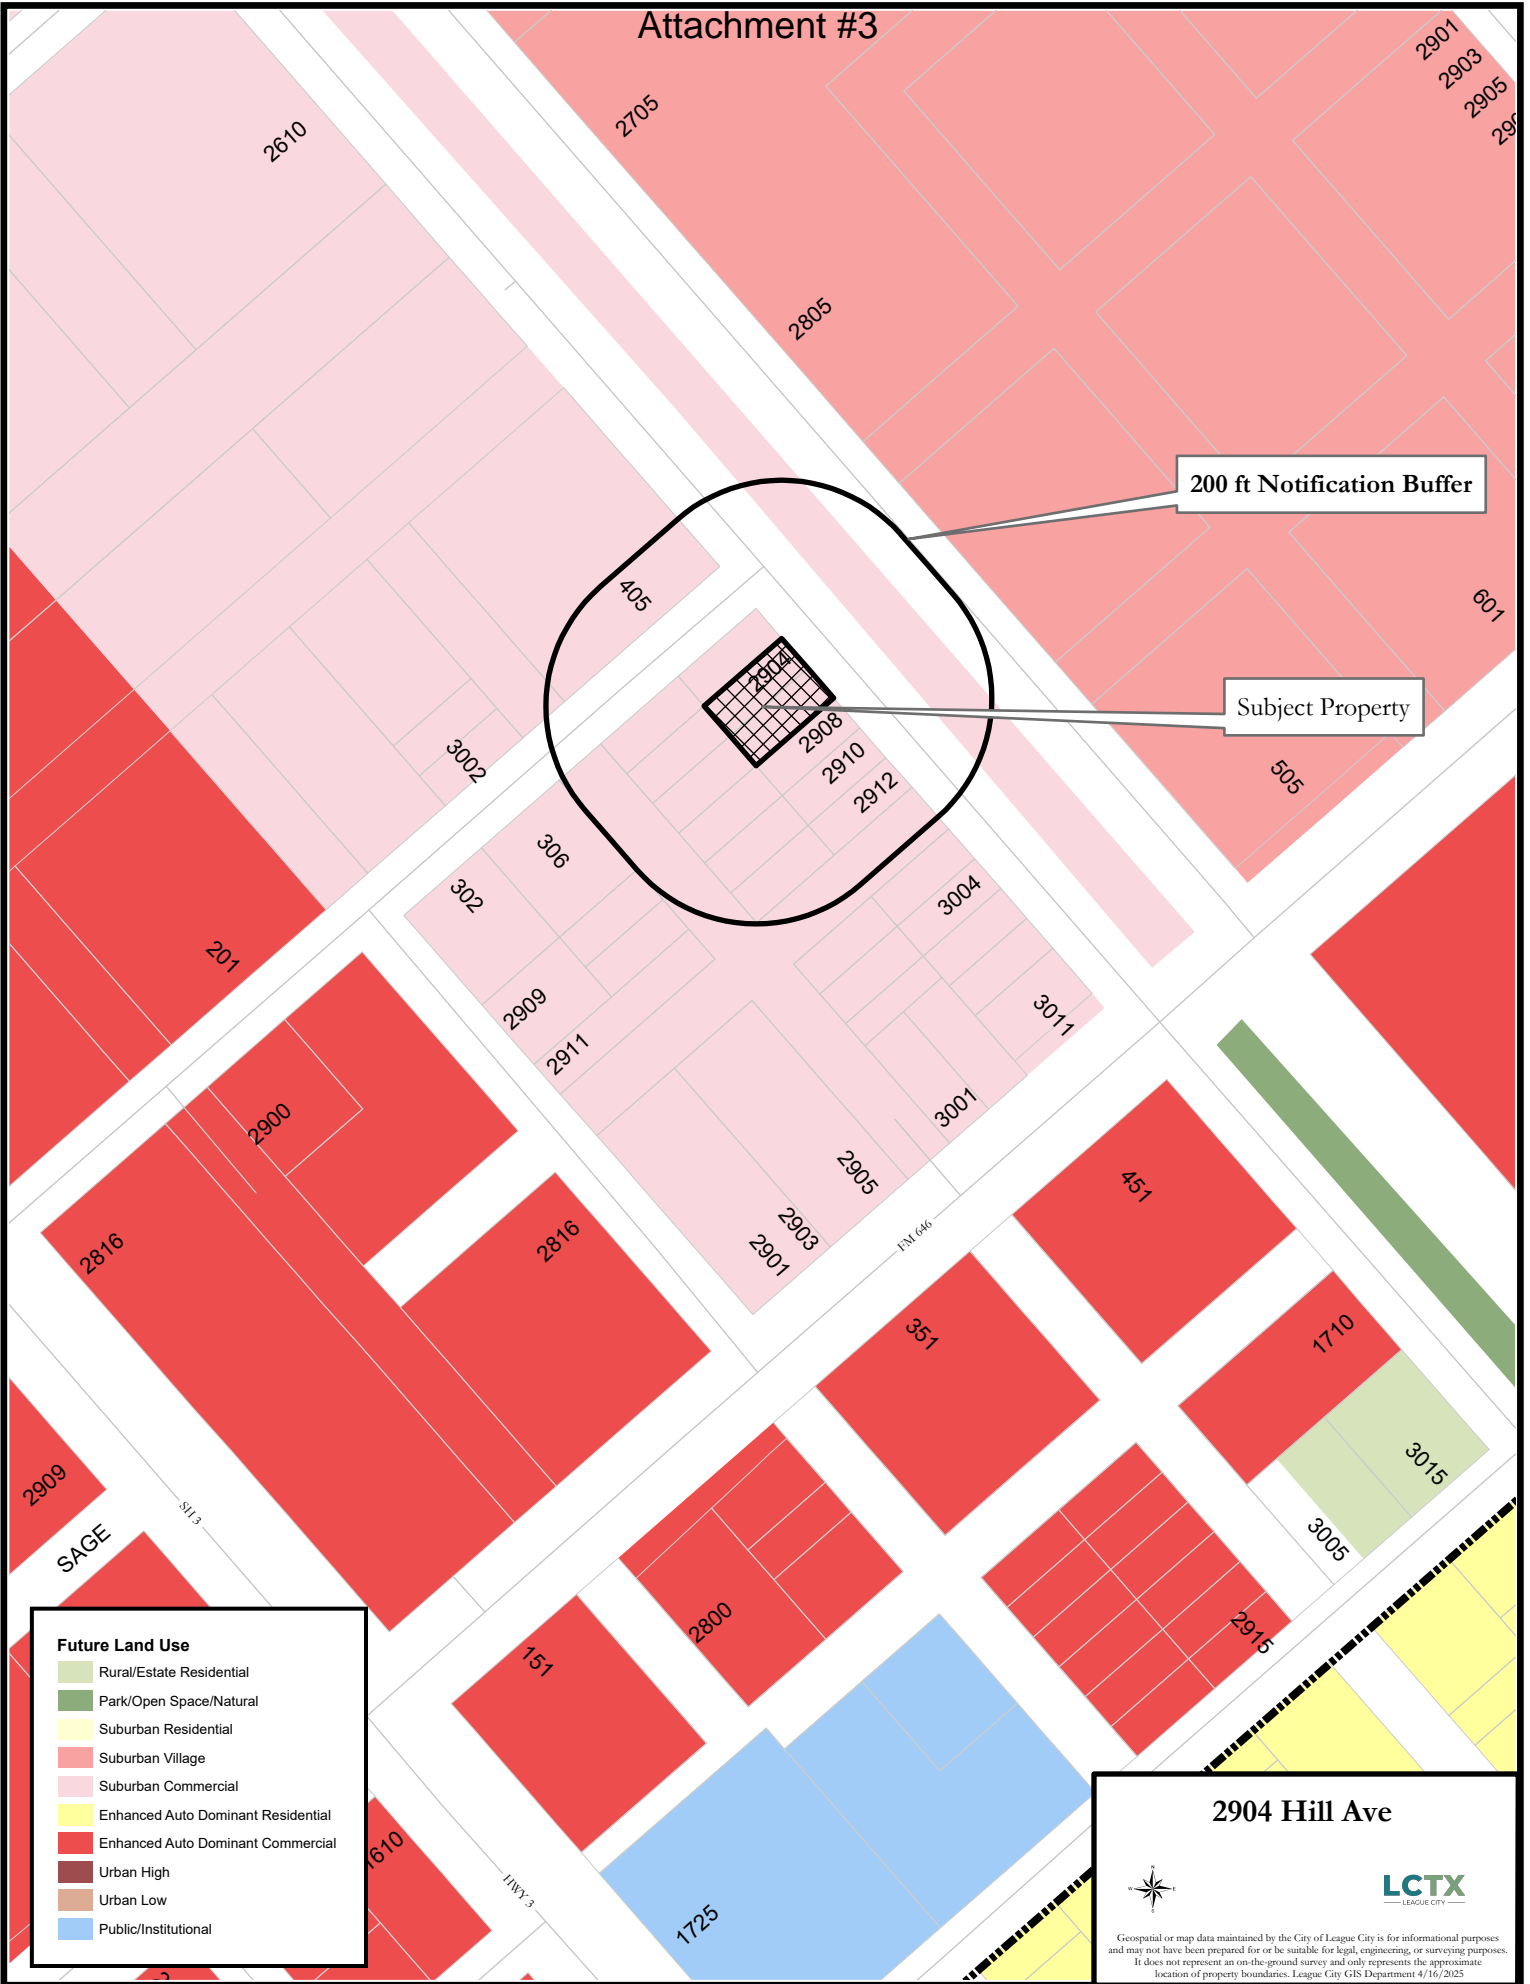 Attachment #3
2901
2903
2905
2705
2610
2805
200 ft Notification Buffer
405
601
2904
Subject Property
2908
2910
2912
505
3002
306
302
3004
201
2909
3011
2911
2900
3001
2905
451
2903
2901
FM 646
2816
2816
351
1710
3015
2909
SH 3
SAGE
3005
2800
2915
151
Future Land Use
Rural/Estate Residential
Park/Open Space/Natural
Suburban Residential
Suburban Village
Suburban Commercial
Enhanced Auto Dominant Residential
Enhanced Auto Dominant Commercial
Urban High
Urban Low
Public/Institutional
1610
HWY 3
1725
2904 Hill Ave
N
W E
S
LCTX
LEAGUE CITY
Geospatial or map data maintained by the City of League City is for informational purposes
and may not have been prepared for or be suitable for legal, engineering, or surveying purposes.
It does not represent an on-the-ground survey and only represents the approximate
location of property boundaries. League City GIS Department 4/16/2025